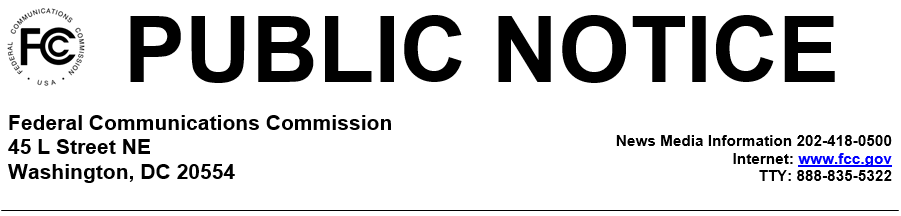 FEDERAL COMMUNICATIONS COMMISSION
• USA •
FCC
PUBLIC NOTICE
Federal Communications Commission
45 L Street NE
Washington, DC 20554
News Media Information 202-418-0500
Internet: www.fcc.gov
TTY: 888-835-5322